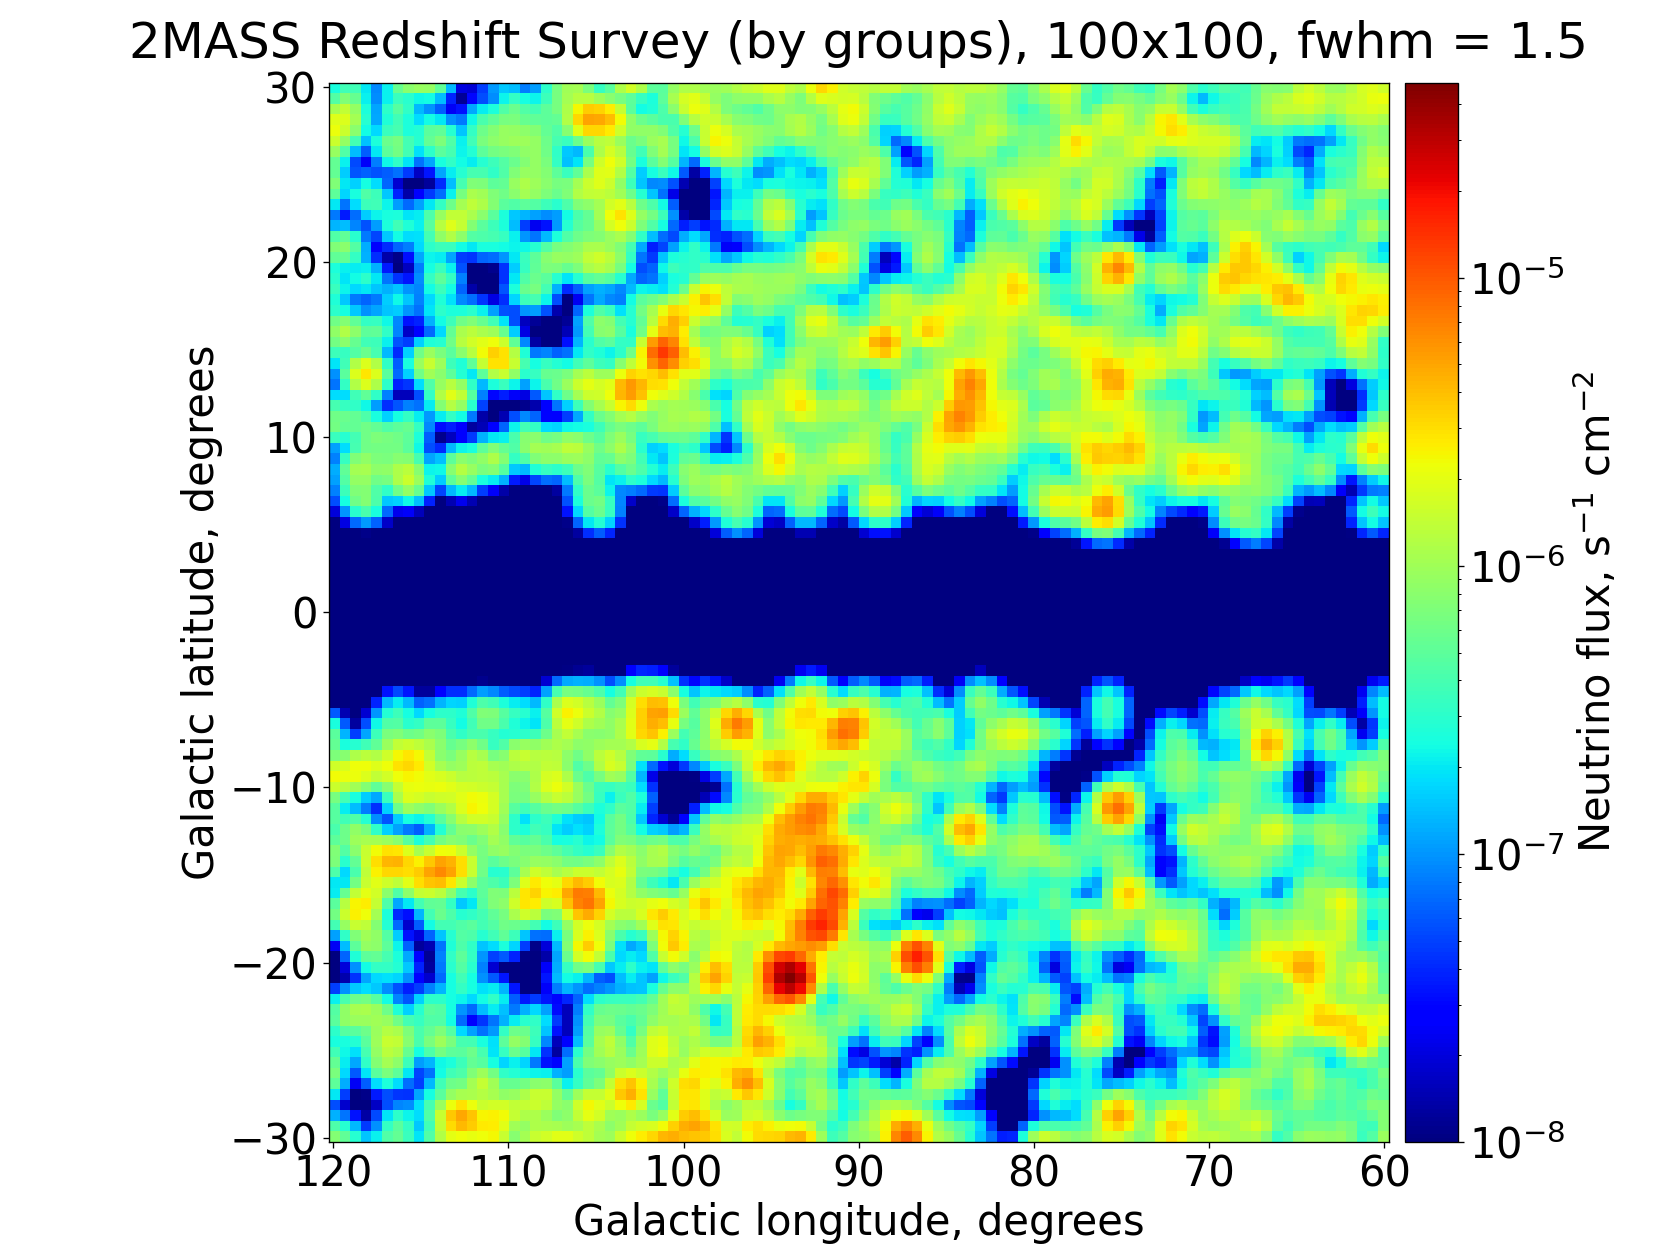 2MASS Redshift Survey (by groups), 100x100, fwhm = 1.5
30
20
10
0
−10
−20
−30
Galactic latitude, degrees
120 110 100 90 80 70 60
Galactic longitude, degrees
10⁻⁵
10⁻⁶
10⁻⁷
10⁻⁸
Neutrino flux, s⁻¹ cm⁻²